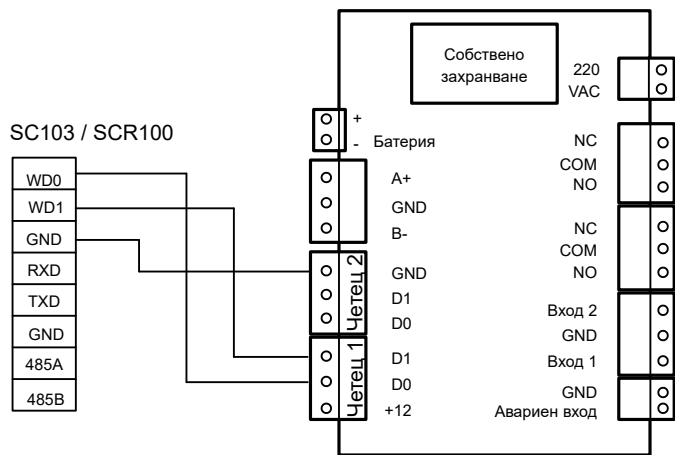 SC103 / SCR100
WD0
WD1
GND
RXD
TXD
GND
485A
485B
Собствено
захранване
+
-
Батерия
A+
GND
B-
Четец 2
GND
D1
D0
Четец 1
D1
D0
+12
220
VAC
NC
COM
NO
NC
COM
NO
Вход 2
GND
Вход 1
GND
Авариен вход